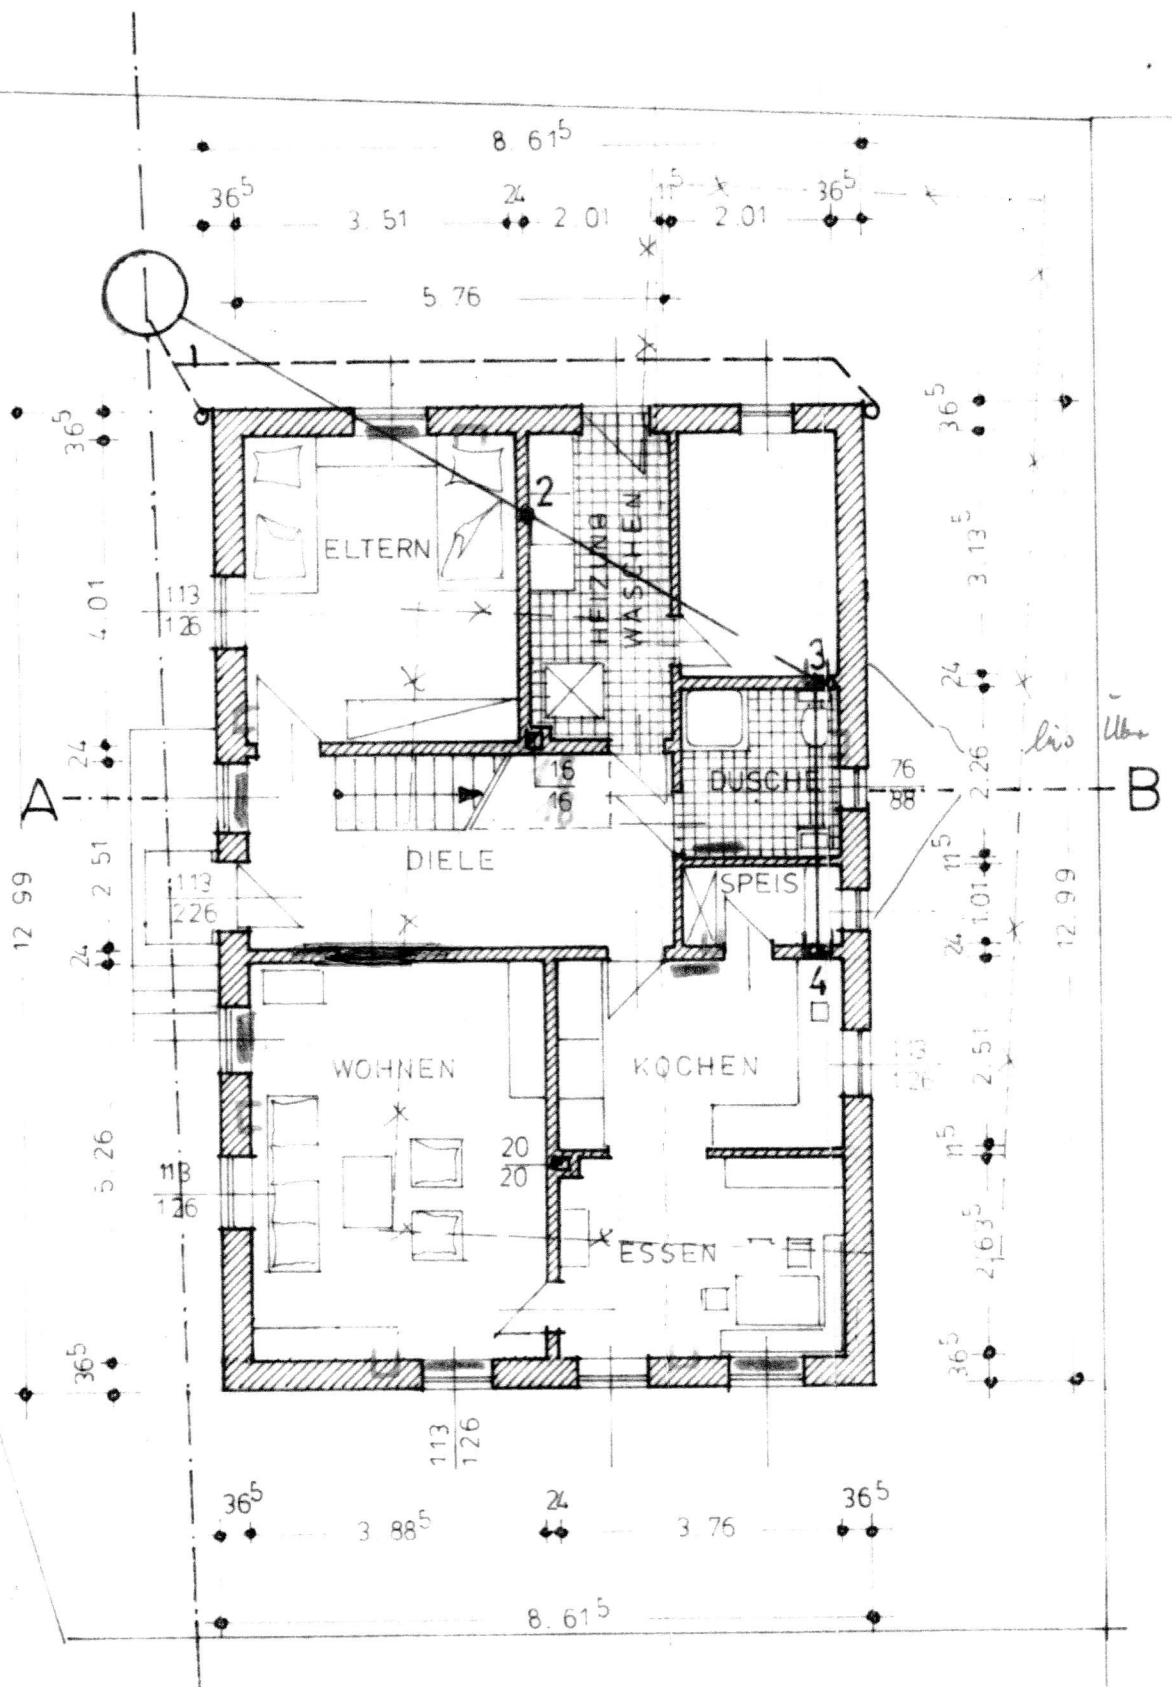 8.61⁵
36⁵ 24 11⁵ 36⁵
3.51 2.01 2.01
5.76
1
36⁵ 36⁵
2
ELTERN
HEIZUNG
WASCHEN
3.13⁵
4.01
113
126
3
24
24
16
16
DUSCHE
76
88
2.26
A
B
DIELE
2.51
113
226
SPEIS
11⁵
1.01
12.99
12.99
24
24
4
WOHNEN
KOCHEN
2.51
5.26
113
126
20
20
11⁵
ESSEN
2.63⁵
36⁵
36⁵
113
126
36⁵ 24 36⁵
3.88⁵ 3.76
8.61⁵